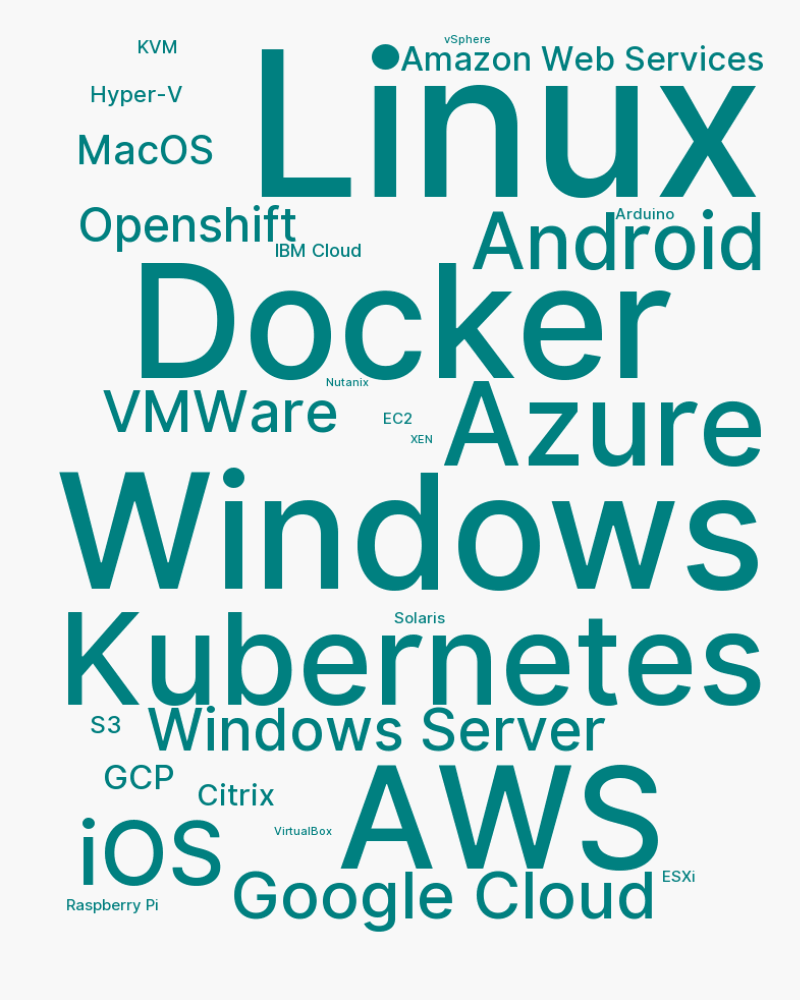 vSphere
KVM
Linux
Amazon Web Services
Hyper-V
MacOS
Openshift
Arduino
Android
IBM Cloud
Docker
Nutanix
VMWare
EC2
Azure
XEN
Windows
Solaris
Kubernetes
S3
Windows Server
GCP
Citrix
AWS
VirtualBox
iOS
ESXi
Google Cloud
Raspberry Pi